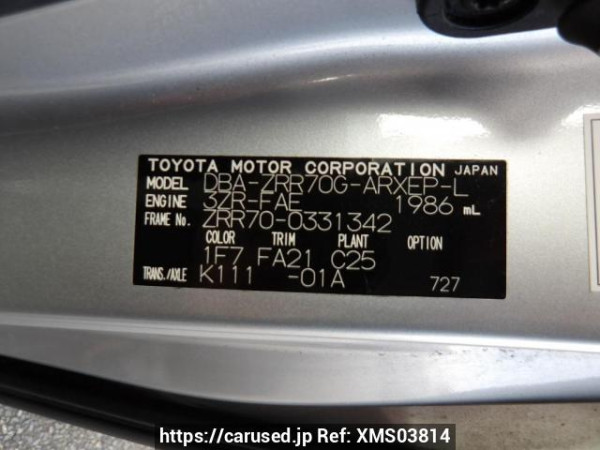 TOYOTA MOTOR CORPORATION JAPAN
MODEL DBA-ZRR70G-ARXEP-L
ENGINE 3ZR-FAE 1986 mL
FRAME No. ZRR70-0331342
COLOR TRIM PLANT OPTION
1F7 FA21 C25
TRANS./AXLE K111 -01A 727
https://carused.jp Ref: XMS03814